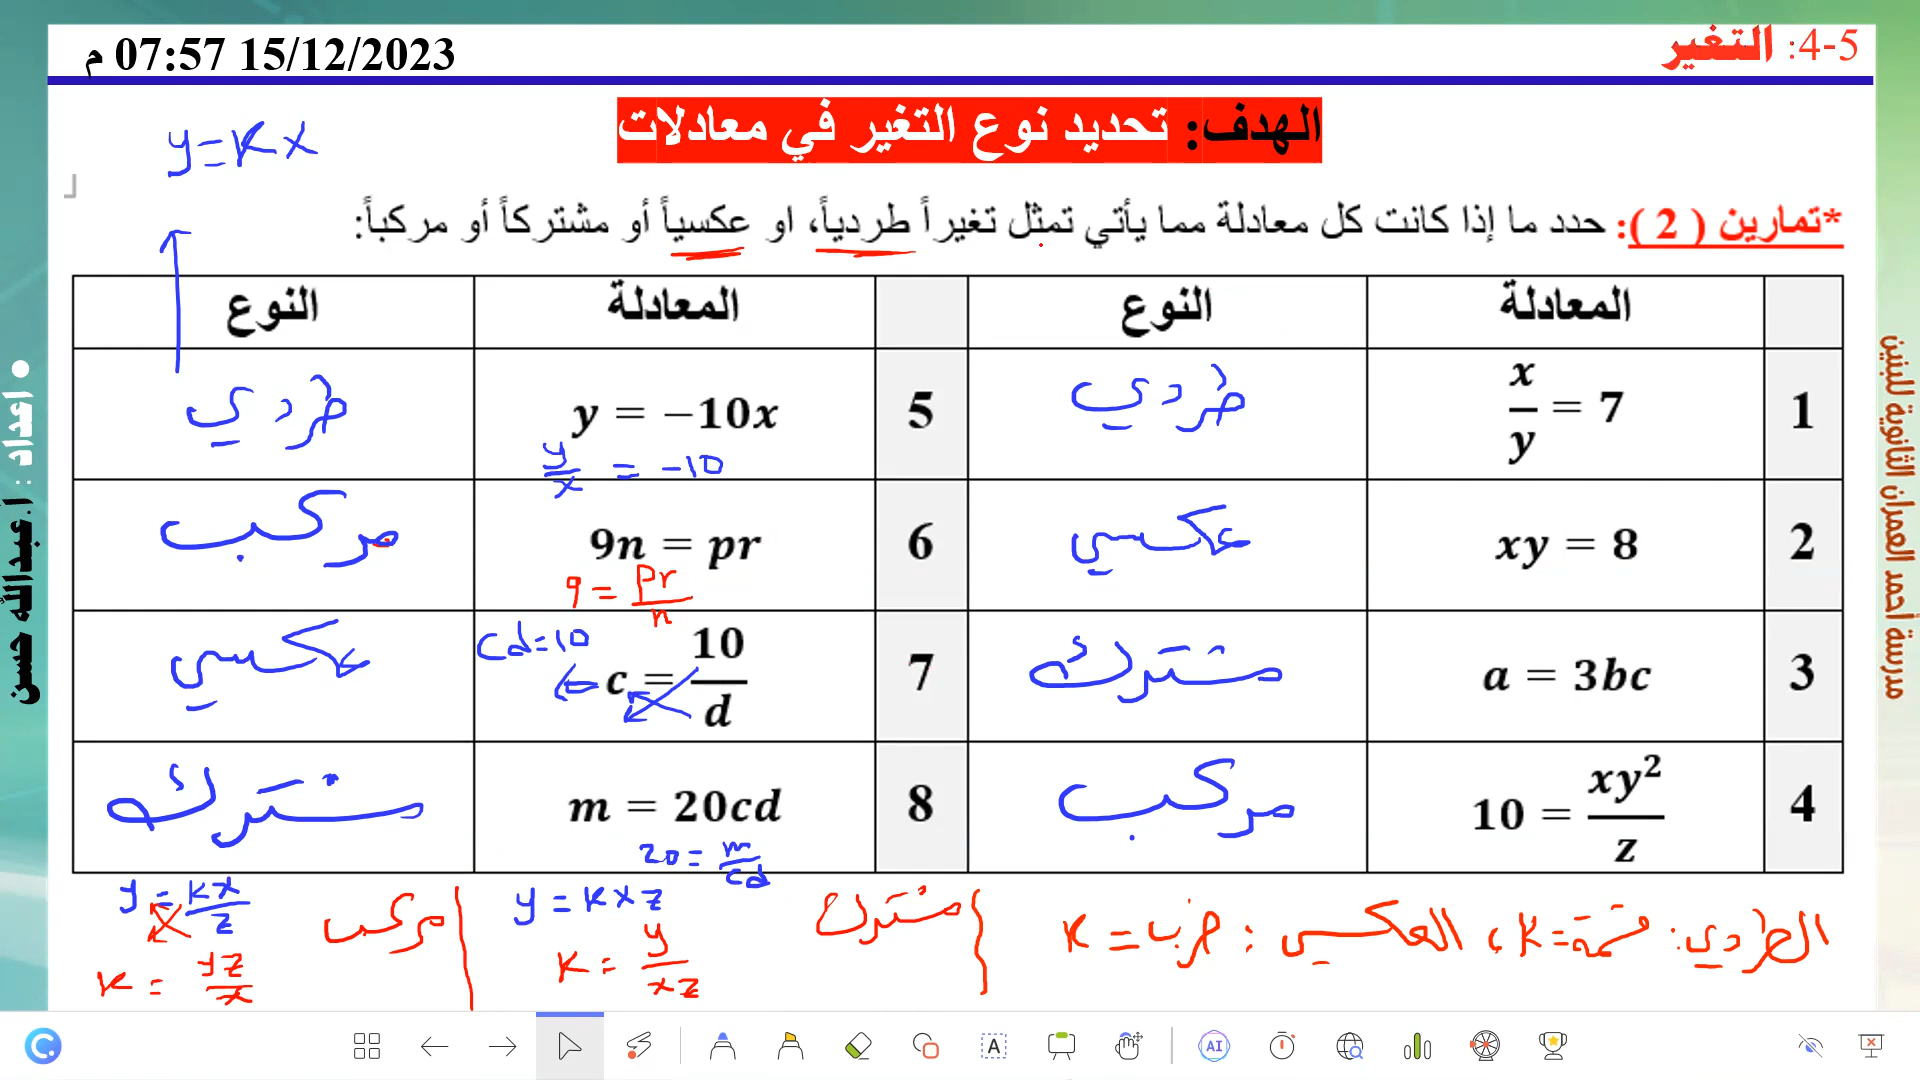 4-5: التغير
07:57 15/12/2023 م
الهدف: تحديد نوع التغير في معادلات
y=kx
*تمارين ( 2 ): حدد ما إذا كانت كل معادلة مما يأتي تمثل تغيراً طردياً، او عكسياً أو مشتركاً أو مركباً:
المعادلة النوع المعادلة النوع
1 x/y = 7 طردي 5 y = −10x طردي
y/x = -10
2 xy = 8 عكسي 6 9n = pr مركب
9 = pr/n
3 a = 3bc مشترك 7 c = 10/d عكسي
cd=10
4 10 = xy²/z مركب 8 m = 20cd مشترك
20 = m/cd
الطردي: قسمة=k، العكسي: ضرب=k
مشترك
y = kxz
k = y/xz
مركب
y = kx/z
k = yz/x
مدرسة أحمد العمران الثانوية للبنين
اعداد : أ.عبدالله حسن
AI
A